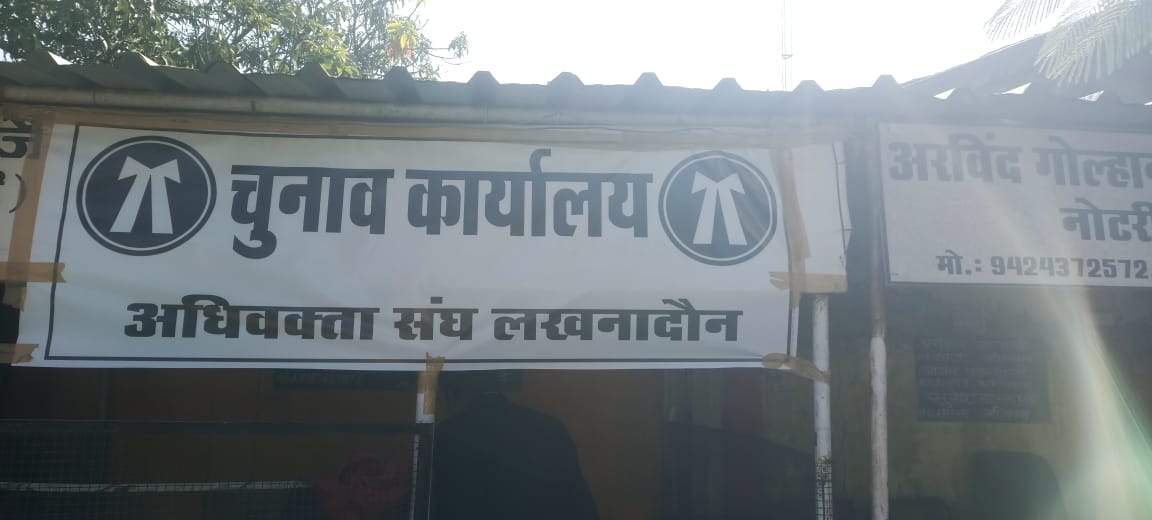 चुनाव कार्यालय
अधिवक्ता संघ लखनादौन
अरविंद
नोटरी
मो.: 9424372572